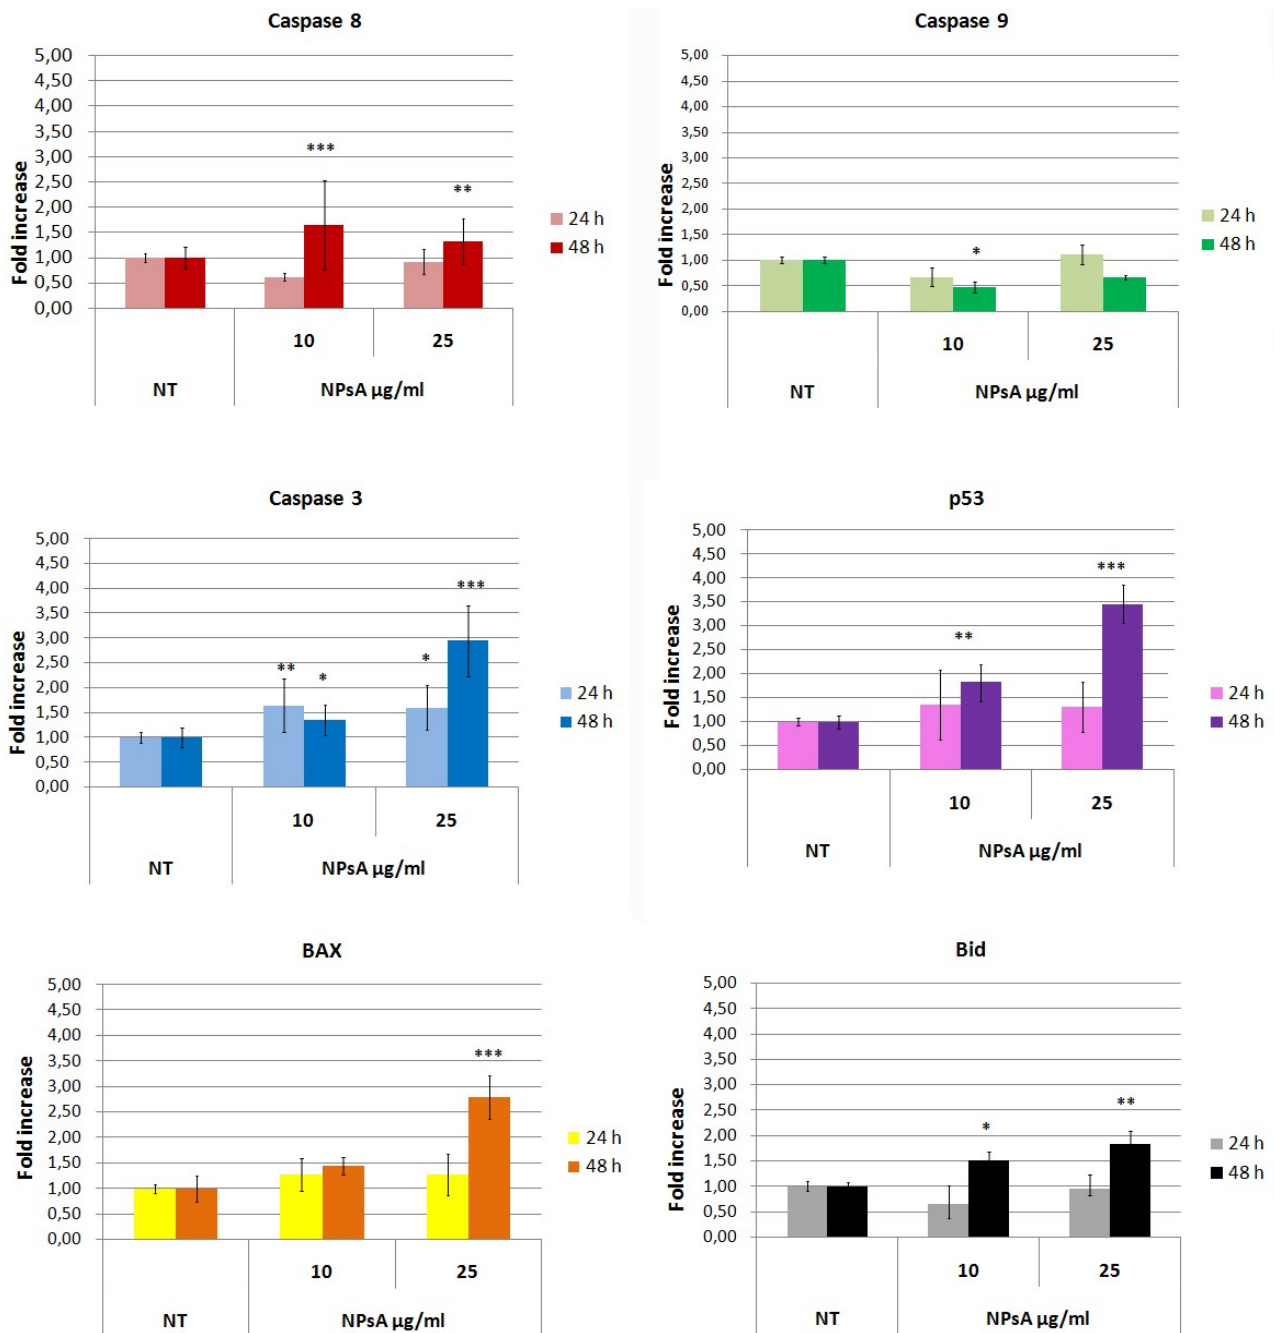 Caspase 8
5,00
4,50
4,00
3,50
3,00
2,50
2,00
1,50
1,00
0,50
0,00
Fold increase
***
**
24 h
48 h
10
25
NT
NPsA µg/ml
Caspase 9
5,00
4,50
4,00
3,50
3,00
2,50
2,00
1,50
1,00
0,50
0,00
Fold increase
*
24 h
48 h
10
25
NT
NPsA µg/ml
Caspase 3
5,00
4,50
4,00
3,50
3,00
2,50
2,00
1,50
1,00
0,50
0,00
Fold increase
**
*
*
***
24 h
48 h
10
25
NT
NPsA µg/ml
p53
5,00
4,50
4,00
3,50
3,00
2,50
2,00
1,50
1,00
0,50
0,00
Fold increase
**
***
24 h
48 h
10
25
NT
NPsA µg/ml
BAX
5,00
4,50
4,00
3,50
3,00
2,50
2,00
1,50
1,00
0,50
0,00
Fold increase
***
24 h
48 h
10
25
NT
NPsA µg/ml
Bid
5,00
4,50
4,00
3,50
3,00
2,50
2,00
1,50
1,00
0,50
0,00
Fold increase
*
**
24 h
48 h
10
25
NT
NPsA µg/ml